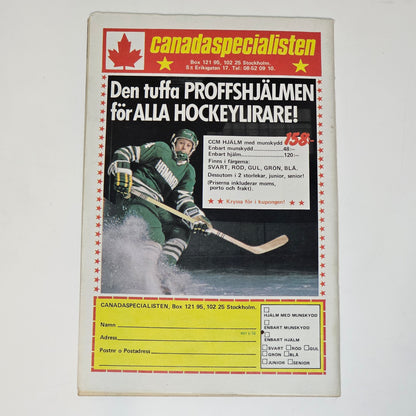 canadaspecialisten
Box 121 95, 102 25 Stockholm.
S:t Eriksgatan 17. Tel: 08-52 09 10.
Den tuffa PROFFSHJÄLMEN
för ALLA HOCKEYLIRARE!
CCM HJÄLM med munskydd 158:-
Enbart munskydd 48:-
Enbart hjälm 120:-
Finns i färgerna:
SVART, RÖD, GUL, GRÖN, BLÅ.
Dessutom i 2 storlekar, junior, senior!
(Priserna inkluderar moms,
porto och frakt).
Kryssa för i kupongen!
CANADASPECIALISTEN, Box 121 95, 102 25 Stockholm.
Namn
Adress
Postnr o Postadress
HJÄLM MED MUNSKYDD
ENBART MUNSKYDD
ENBART HJÄLM
SVART RÖD GUL
GRÖN BLÅ
JUNIOR SENIOR